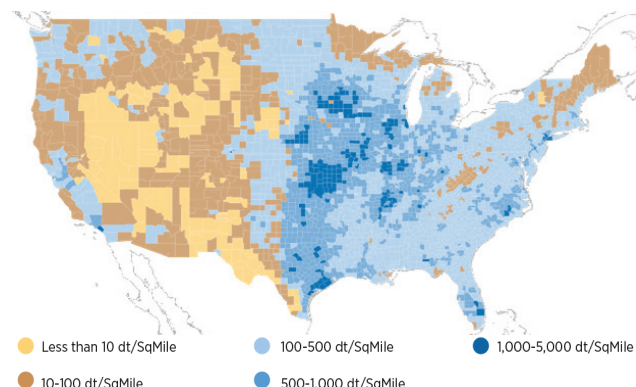 Less than 10 dt/SqMile
100-500 dt/SqMile
1,000-5,000 dt/SqMile
10-100 dt/SqMile
500-1,000 dt/SqMile